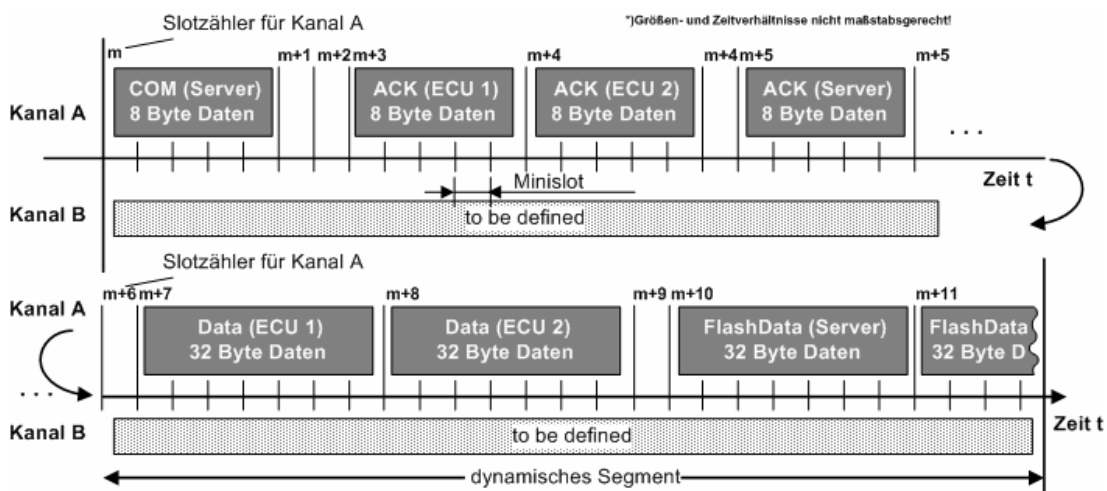 Slotzähler für Kanal A
*)Größen- und Zeitverhältnisse nicht maßstabsgerecht!
m
m+1
m+2
m+3
m+4
m+4
m+5
m+5
Kanal A
COM (Server)
8 Byte Daten
ACK (ECU 1)
8 Byte Daten
ACK (ECU 2)
8 Byte Daten
ACK (Server)
8 Byte Daten
. . .
Minislot
Zeit t
Kanal B
to be defined
Slotzähler für Kanal A
m+6
m+7
m+8
m+9
m+10
m+11
Kanal A
Data (ECU 1)
32 Byte Daten
Data (ECU 2)
32 Byte Daten
FlashData (Server)
32 Byte Daten
FlashData
32 Byte D
. . .
Kanal B
to be defined
Zeit t
dynamisches Segment